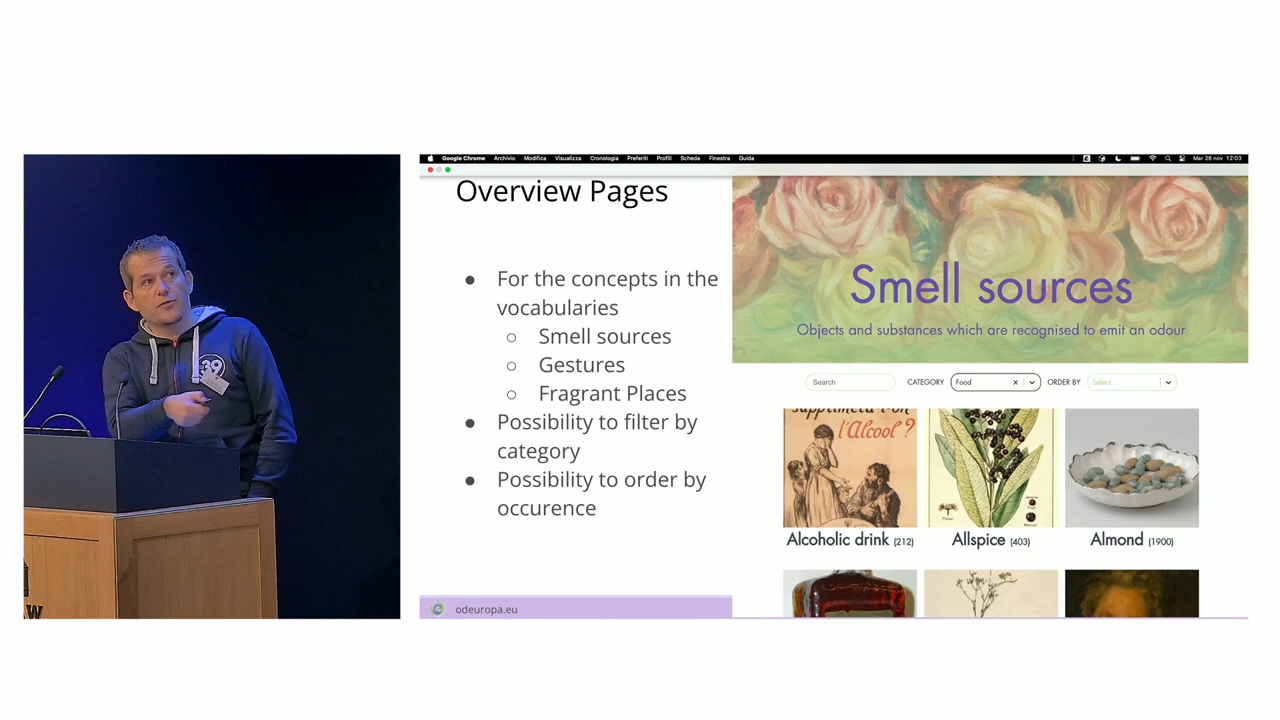 39
W
Google Chrome Archivio Modifica Visualizza Cronologia Preferiti Profili Scheda Finestra Guida
Mar 28 nov 12:03
Overview Pages
● For the concepts in the
vocabularies
○ Smell sources
○ Gestures
○ Fragrant Places
● Possibility to filter by
category
● Possibility to order by
occurence
odeuropa.eu
Smell sources
Objects and substances which are recognised to emit an odour
Search CATEGORY Food ORDER BY Select...
l'Alcool ?
Alcoholic drink (212) Allspice (403) Almond (1900)